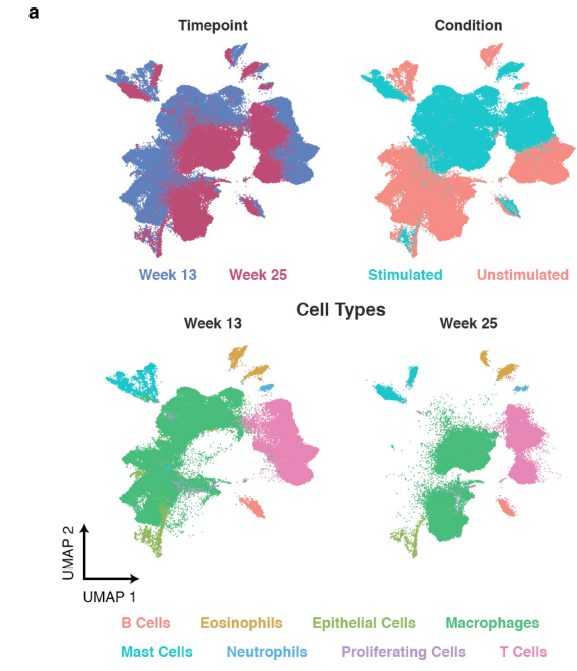 a
Timepoint
Condition
Week 13 Week 25
Stimulated Unstimulated
Cell Types
Week 13
Week 25
UMAP 2
UMAP 1
B Cells Eosinophils Epithelial Cells Macrophages
Mast Cells Neutrophils Proliferating Cells T Cells